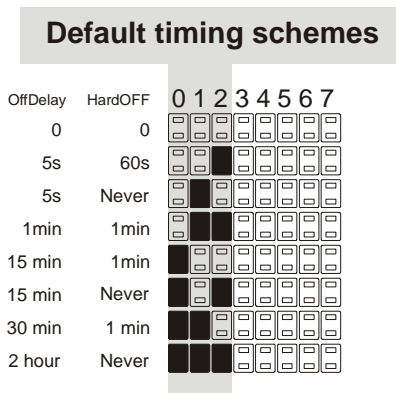 Default timing schemes
OffDelay HardOFF 0 1 2 3 4 5 6 7
0 0
5s 60s
5s Never
1min 1min
15 min 1min
15 min Never
30 min 1 min
2 hour Never